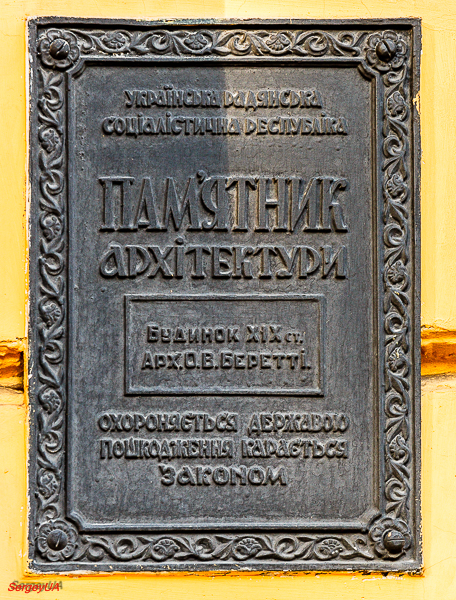 Українська Радянська
Соціалістична Республіка
ПАМ'ЯТНИК
архітектури
Будинок XIX ст.
Арх. О.В. Беретті.
Охороняється державою
Пошкодження карається
законом
SergeyUA